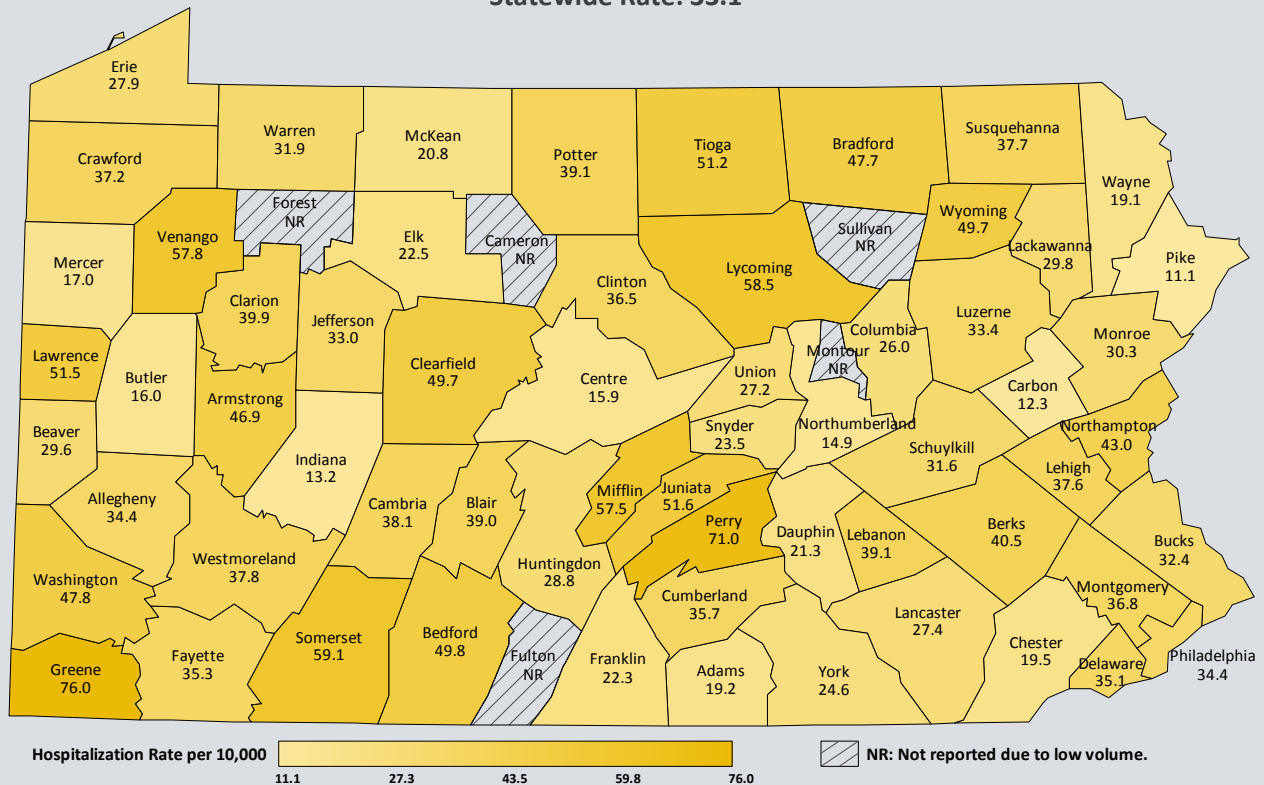 Statewide Rate:
Erie
27.9
Warren
31.9
McKean
20.8
Potter
39.1
Tioga
51.2
Bradford
47.7
Susquehanna
37.7
Crawford
37.2
Wayne
19.1
Forest
NR
Venango
57.8
Elk
22.5
Cameron
NR
Sullivan
NR
Wyoming
49.7
Lackawanna
29.8
Pike
11.1
Mercer
17.0
Clarion
39.9
Jefferson
33.0
Clinton
36.5
Lycoming
58.5
Columbia
26.0
Luzerne
33.4
Monroe
30.3
Lawrence
51.5
Butler
16.0
Armstrong
46.9
Clearfield
49.7
Centre
15.9
Union
27.2
Montour
NR
Carbon
12.3
Beaver
29.6
Indiana
13.2
Snyder
23.5
Northumberland
14.9
Schuylkill
31.6
Northampton
43.0
Lehigh
37.6
Allegheny
34.4
Cambria
38.1
Blair
39.0
Mifflin
57.5
Juniata
51.6
Perry
71.0
Dauphin
21.3
Lebanon
39.1
Berks
40.5
Bucks
32.4
Westmoreland
37.8
Huntingdon
28.8
Washington
47.8
Cumberland
35.7
Montgomery
36.8
Lancaster
27.4
Somerset
59.1
Bedford
49.8
Fulton
NR
Franklin
22.3
Adams
19.2
York
24.6
Chester
19.5
Delaware
35.1
Philadelphia
34.4
Greene
76.0
Fayette
35.3
Hospitalization Rate per 10,000
11.1 27.3 43.5 59.8 76.0
NR: Not reported due to low volume.